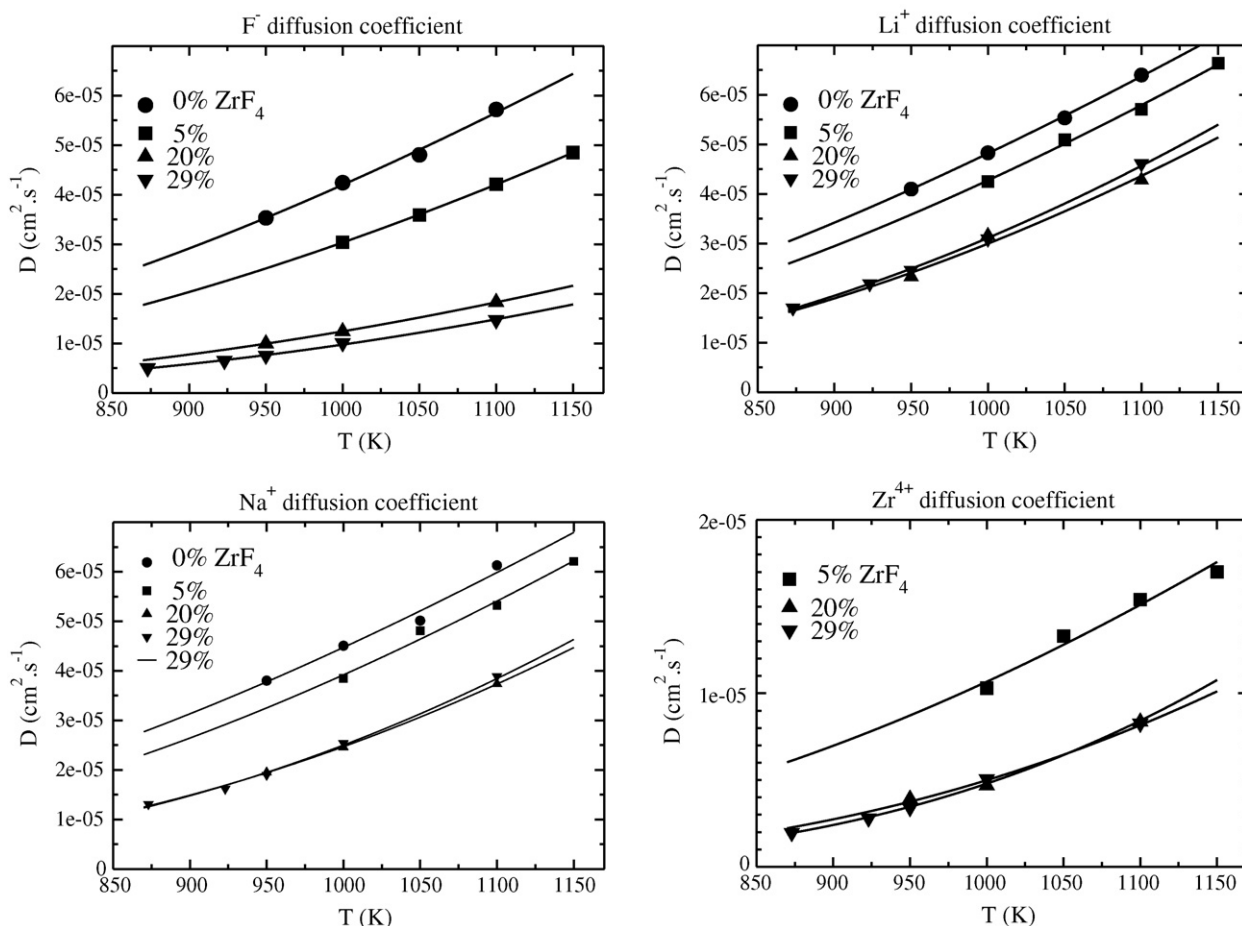 F⁻ diffusion coefficient
0% ZrF₄
5%
20%
29%
6e-05
5e-05
4e-05
3e-05
2e-05
1e-05
0
D (cm².s⁻¹)
850 900 950 1000 1050 1100 1150
T (K)
Li⁺ diffusion coefficient
0% ZrF₄
5%
20%
29%
6e-05
5e-05
4e-05
3e-05
2e-05
1e-05
0
D (cm².s⁻¹)
850 900 950 1000 1050 1100 1150
T (K)
Na⁺ diffusion coefficient
0% ZrF₄
5%
20%
29%
29%
6e-05
5e-05
4e-05
3e-05
2e-05
1e-05
0
D (cm².s⁻¹)
850 900 950 1000 1050 1100 1150
T (K)
Zr⁴⁺ diffusion coefficient
5% ZrF₄
20%
29%
2e-05
1e-05
0
D (cm².s⁻¹)
850 900 950 1000 1050 1100 1150
T (K)